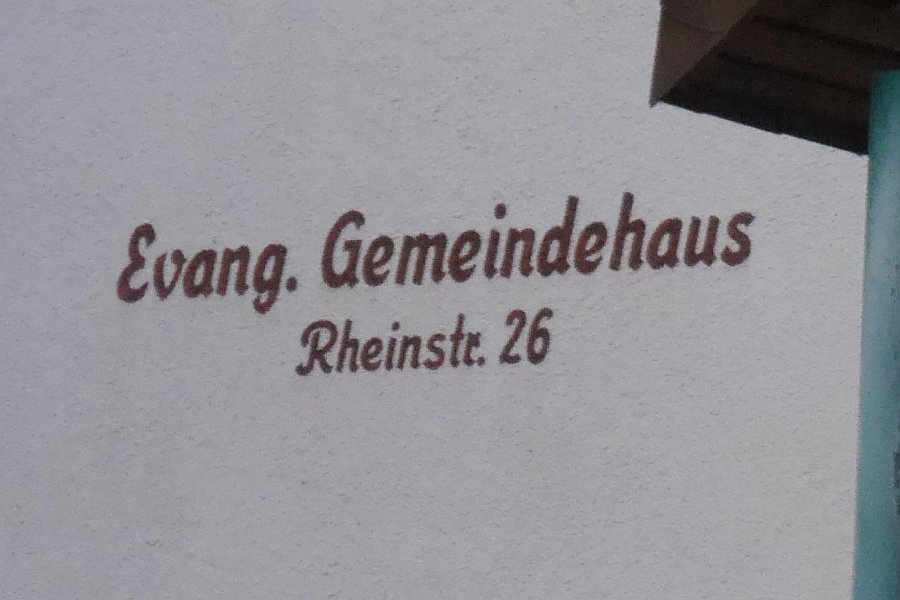 Evang. Gemeindehaus
Rheinstr. 26